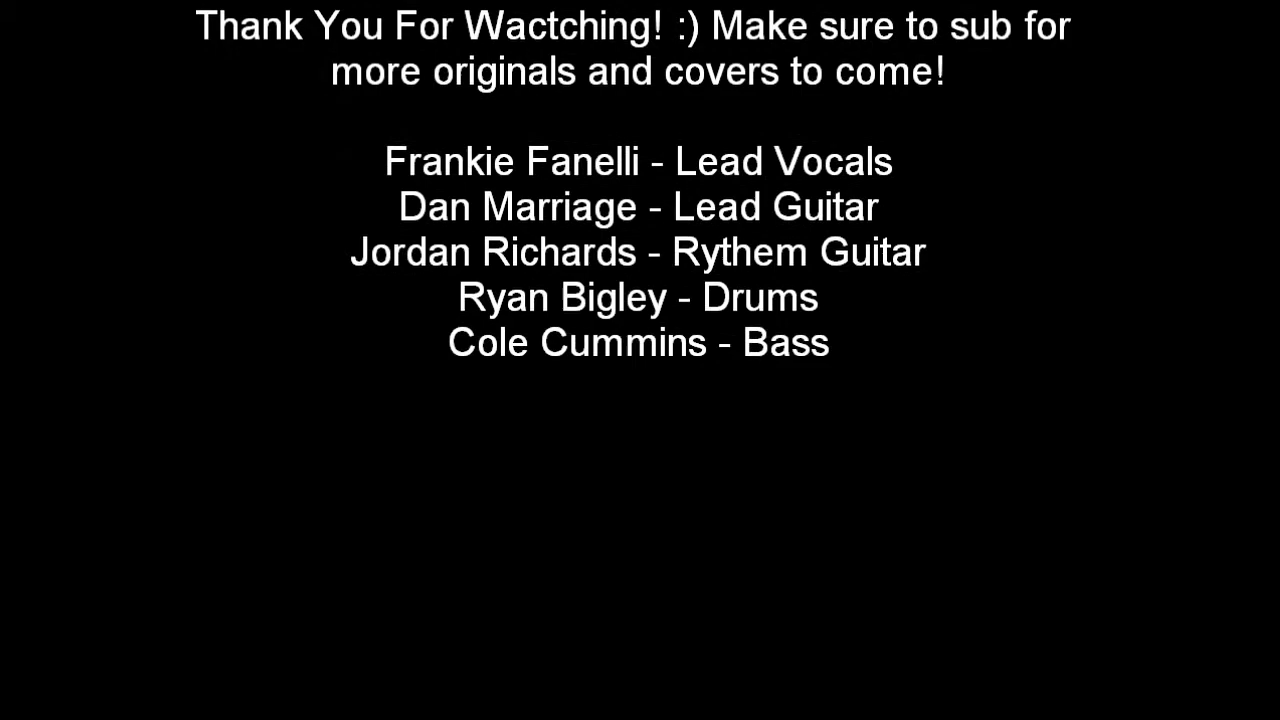 Thank You For Wactching! :) Make sure to sub for
more originals and covers to come!
Frankie Fanelli - Lead Vocals
Dan Marriage - Lead Guitar
Jordan Richards - Rythem Guitar
Ryan Bigley - Drums
Cole Cummins - Bass